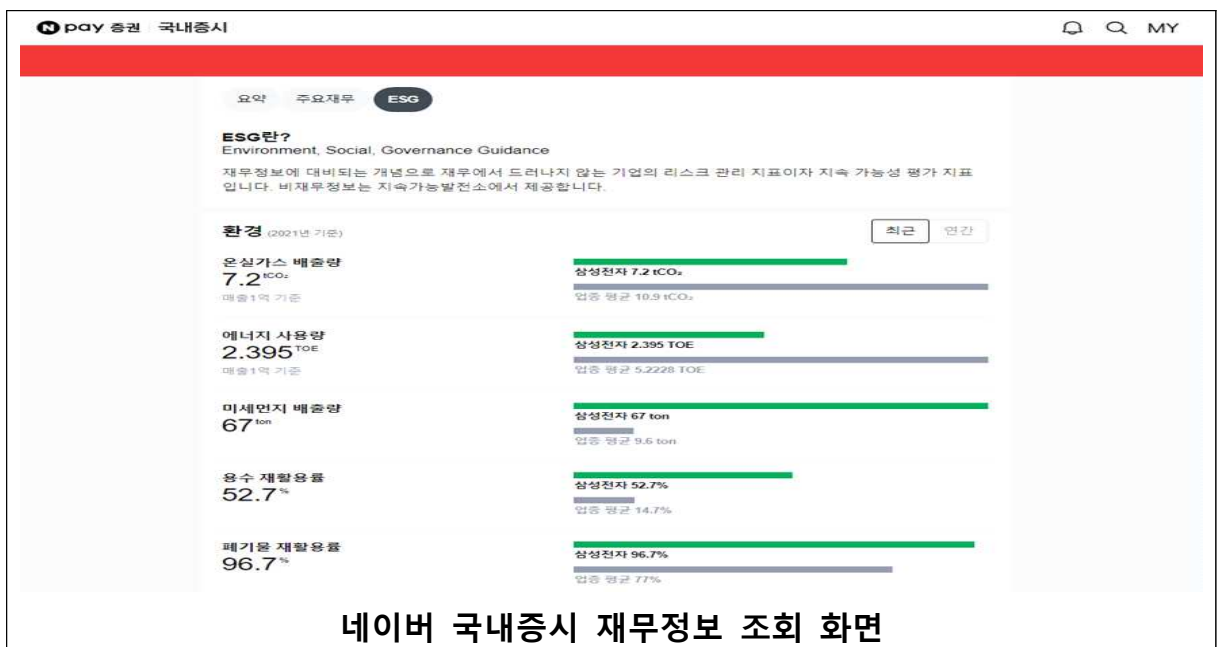 N pay 증권 국내증시 MY
요약 주요재무 ESG
ESG란?
Environment, Social, Governance Guidance
재무정보에 대비되는 개념으로 재무에서 드러나지 않는 기업의 리스크 관리 지표이자 지속 가능성 평가 지표
입니다. 비재무정보는 지속가능발전소에서 제공합니다.
환경 (2021년 기준) 최근 연간
온실가스 배출량
7.2 tCO₂
매출1억 기준
삼성전자 7.2 tCO₂
업종 평균 10.9 tCO₂
에너지 사용량
2.395 TOE
매출1억 기준
삼성전자 2.395 TOE
업종 평균 5.2228 TOE
미세먼지 배출량
67 ton
삼성전자 67 ton
업종 평균 9.6 ton
용수 재활용률
52.7 %
삼성전자 52.7%
업종 평균 14.7%
폐기물 재활용률
96.7 %
삼성전자 96.7%
업종 평균 77%
네이버 국내증시 재무정보 조회 화면